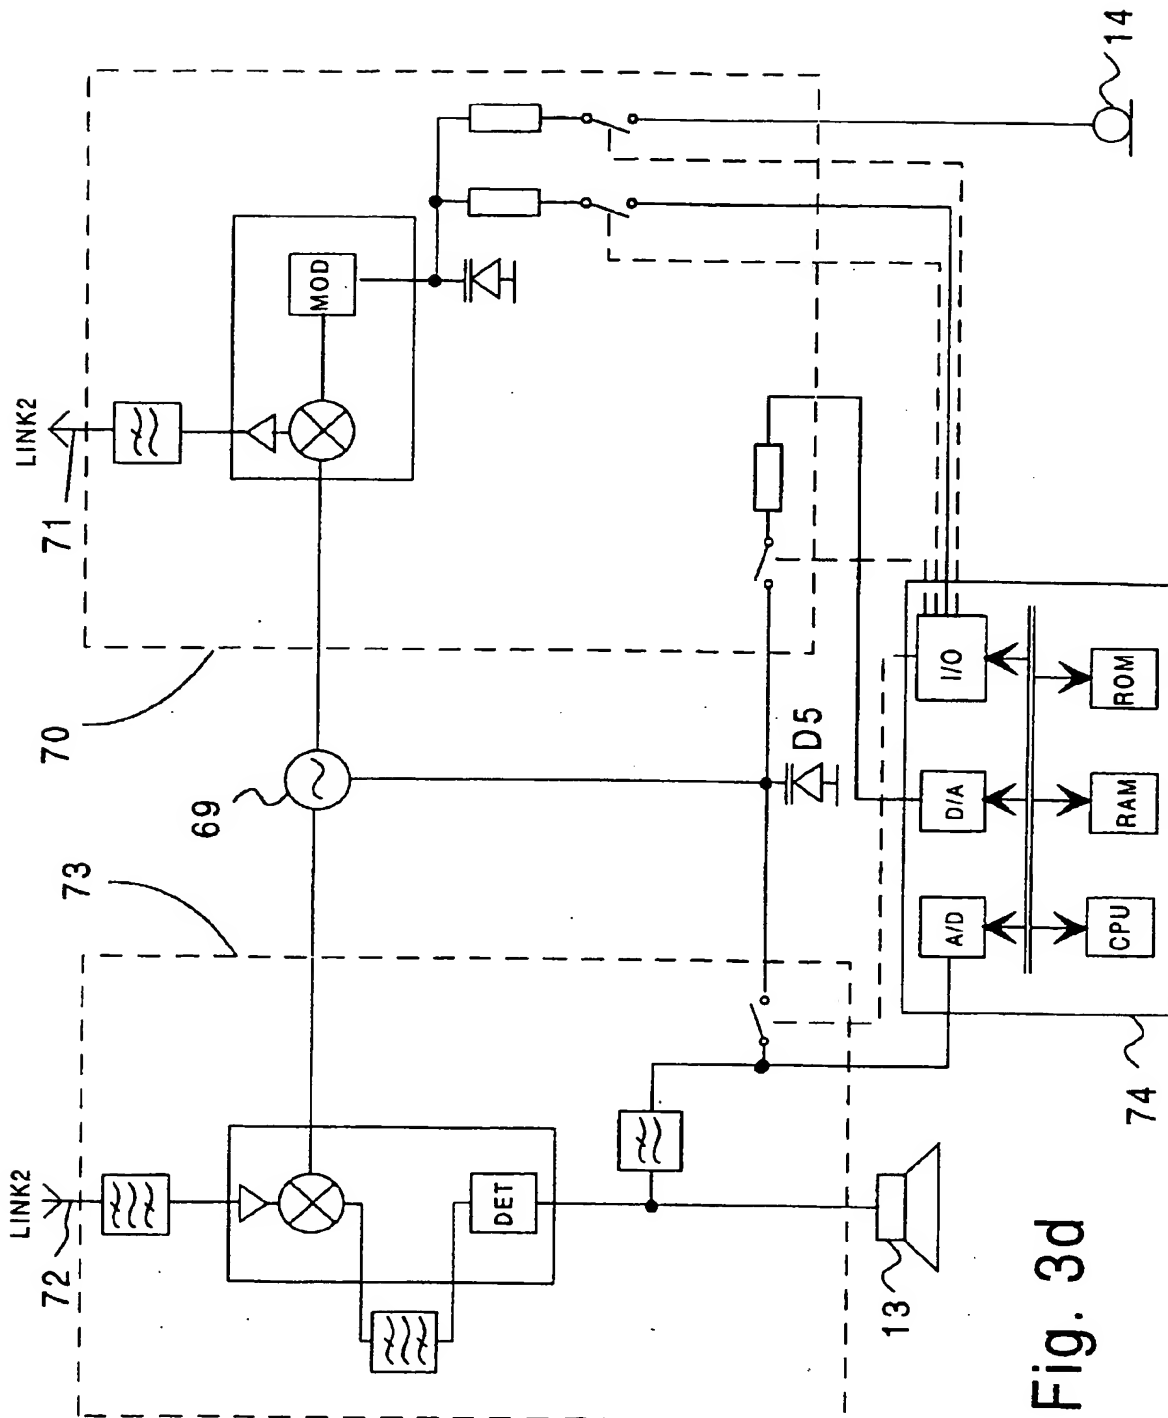 LINK2
72
73
DET
13
69
D5
70
LINK2
71
MOD
14
74
A/D
D/A
I/O
CPU
RAM
ROM
Fig. 3d